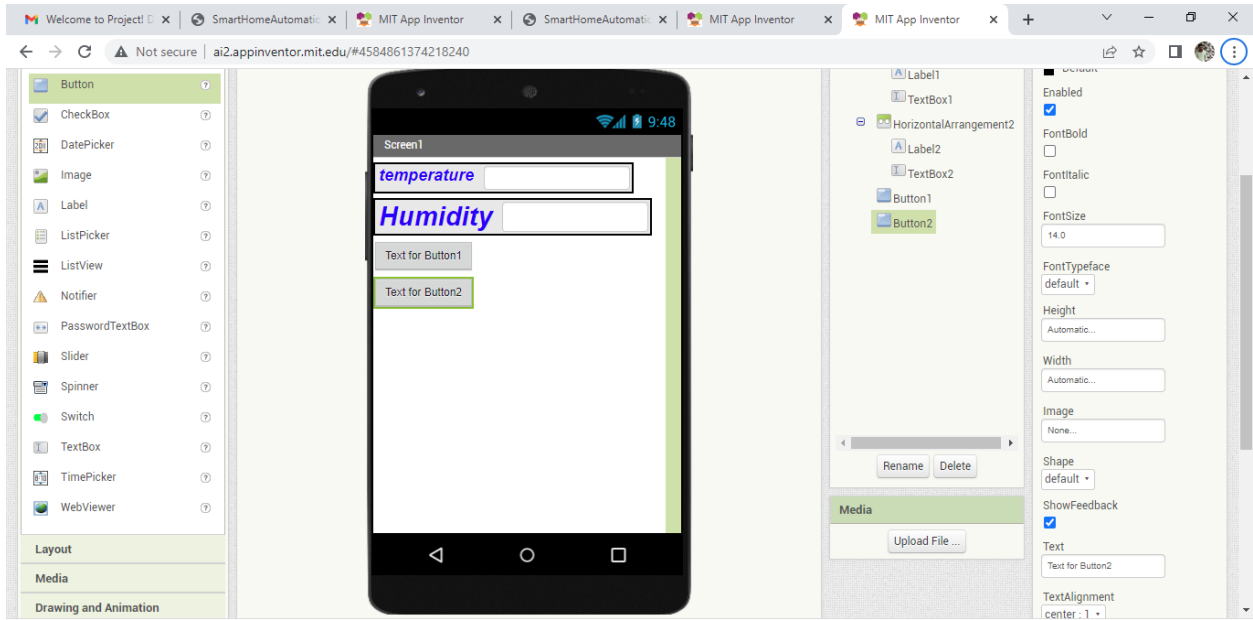 Welcome to Project! D
SmartHomeAutomatic
MIT App Inventor
SmartHomeAutomatic
MIT App Inventor
MIT App Inventor
Not secure
ai2.appinventor.mit.edu/#4584861374218240
Button
CheckBox
DatePicker
Image
Label
ListPicker
ListView
Notifier
PasswordTextBox
Slider
Spinner
Switch
TextBox
TimePicker
WebViewer
Layout
Media
Drawing and Animation
9:48
Screen1
temperature
Humidity
Text for Button1
Text for Button2
Label1
TextBox1
HorizontalArrangement2
Label2
TextBox2
Button1
Button2
Rename Delete
Media
Upload File ...
Default
Enabled
FontBold
FontItalic
FontSize
14.0
FontTypeface
default
Height
Automatic...
Width
Automatic...
Image
None...
Shape
default
ShowFeedback
Text
Text for Button2
TextAlignment
center : 1